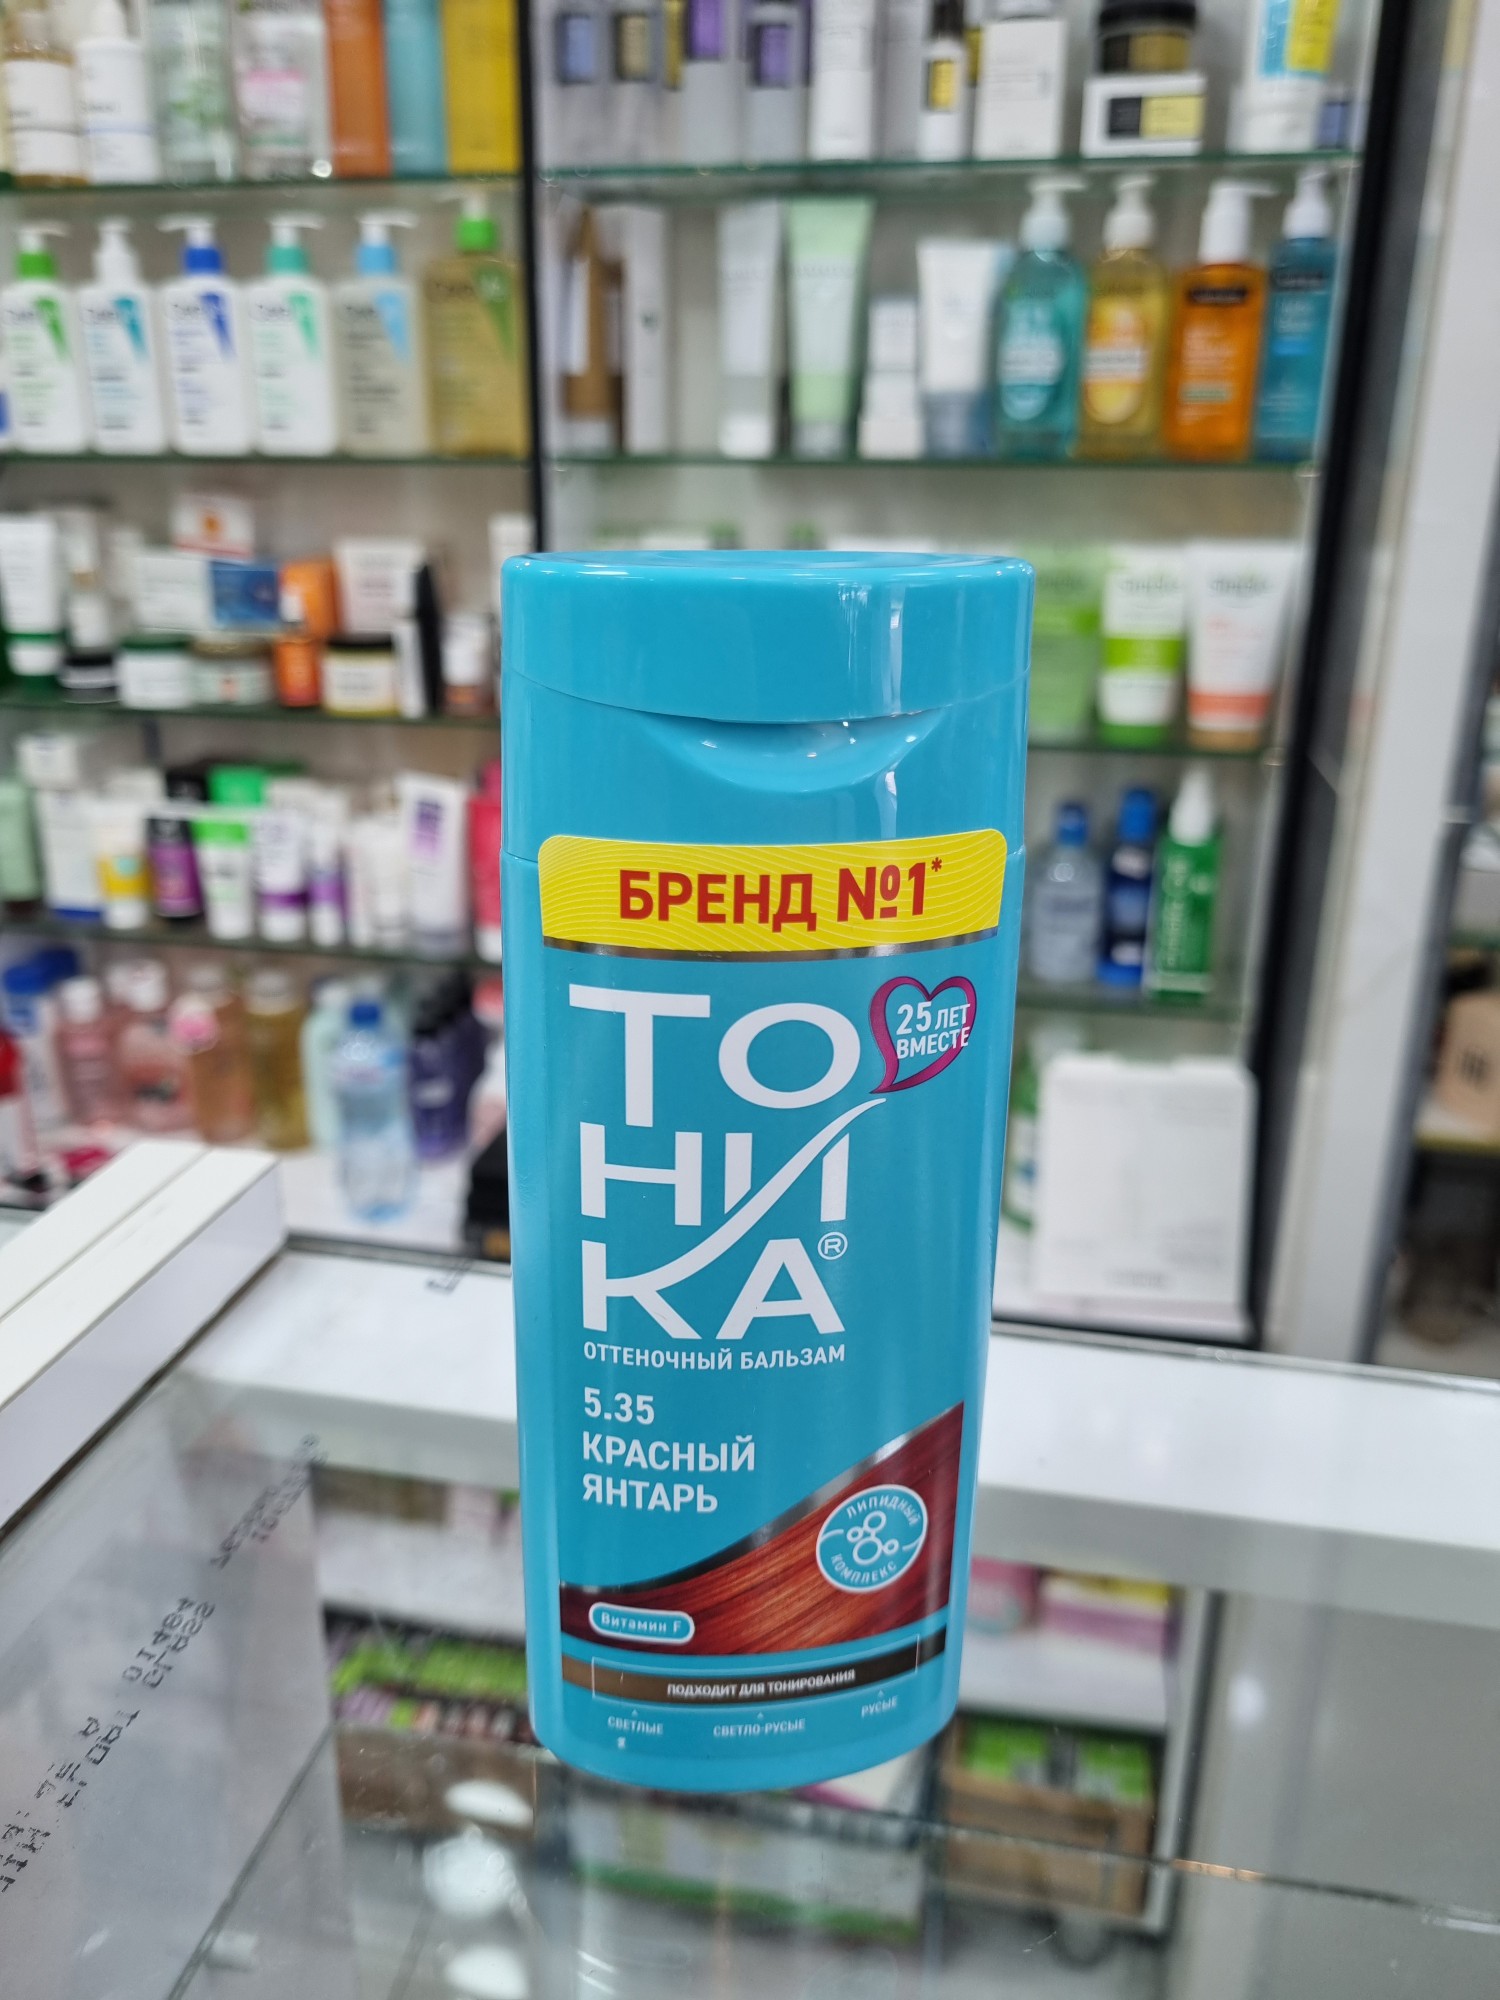 БРЕНД №1*
ТО
НИ
КА®
25 ЛЕТ
ВМЕСТЕ
ОТТЕНОЧНЫЙ БАЛЬЗАМ
5.35
КРАСНЫЙ
ЯНТАРЬ
ЛИПИДНЫЙ
КОМПЛЕКС
Витамин F
ПОДХОДИТ ДЛЯ ТОНИРОВАНИЯ
СВЕТЛЫЕ
СВЕТЛО-РУСЫЕ
РУСЫЕ